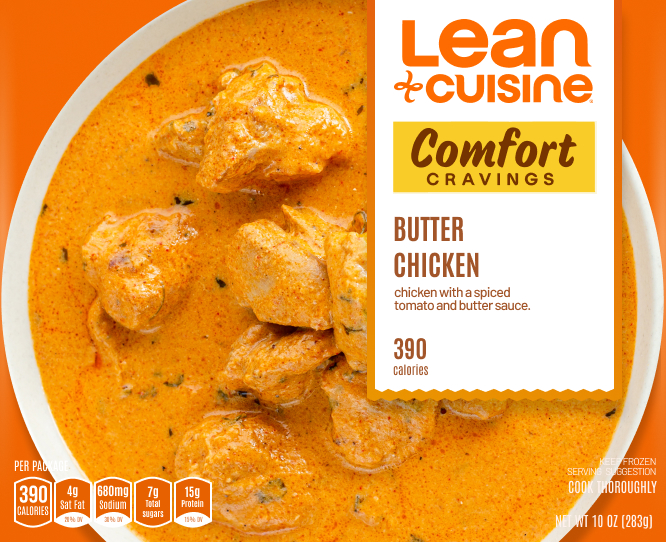 Lean
CUISINE
Comfort
CRAVINGS
BUTTER
CHICKEN
chicken with a spiced
tomato and butter sauce.
390
calories
PER PACKAGE
390
CALORIES
4g
Sat Fat
20% DV
680mg
Sodium
30% DV
7g
Total
sugars
15g
Protein
10% DV
KEEP FROZEN
SERVING SUGGESTION
COOK THOROUGHLY
NET WT 10 OZ (283g)